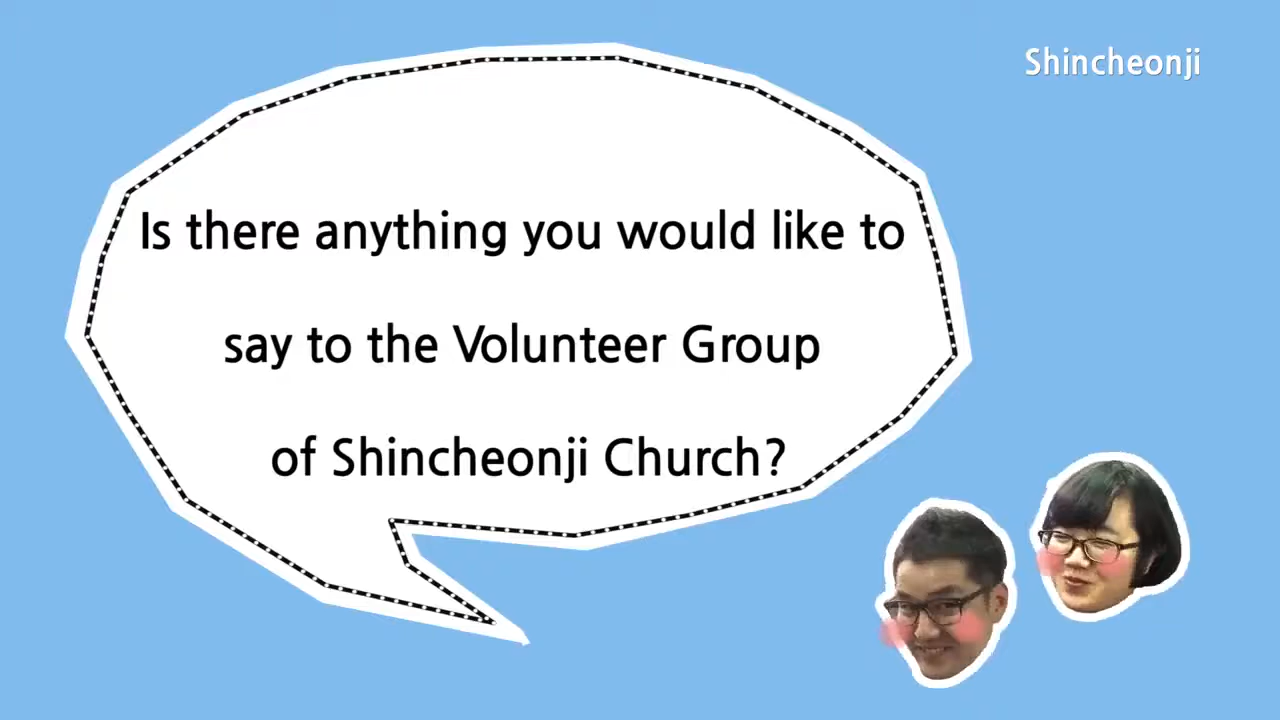 Shincheonji
Is there anything you would like to
say to the Volunteer Group
of Shincheonji Church?